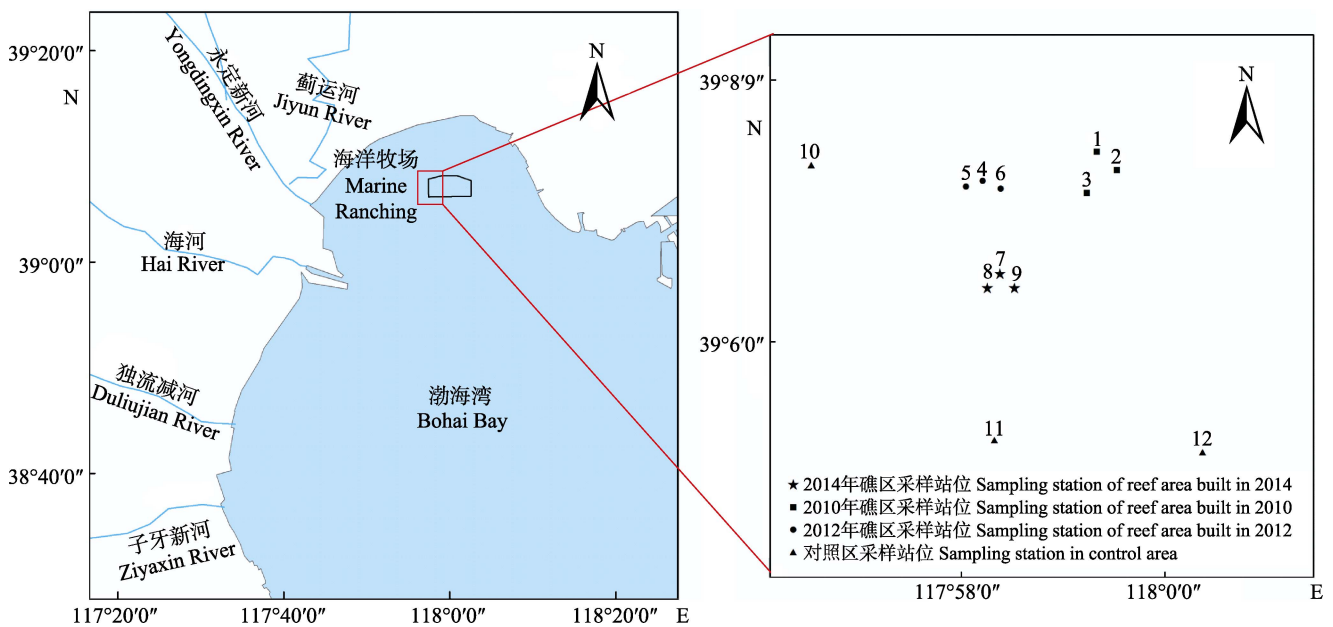 39°20′0″
N
永定新河
Yongdingxin River
蓟运河
Jiyun River
N
海洋牧场
Marine
Ranching
海河
Hai River
39°0′0″
独流减河
Duliujian River
渤海湾
Bohai Bay
38°40′0″
子牙新河
Ziyaxin River
117°20′0″
117°40′0″
118°0′0″
118°20′0″
E
39°8′9″
N
N
10
1
2
3
5
4
6
7
8
9
39°6′0″
11
12
2014年礁区采样站位 Sampling station of reef area built in 2014
2010年礁区采样站位 Sampling station of reef area built in 2010
2012年礁区采样站位 Sampling station of reef area built in 2012
对照区采样站位 Sampling station in control area
117°58′0″
118°0′0″
E